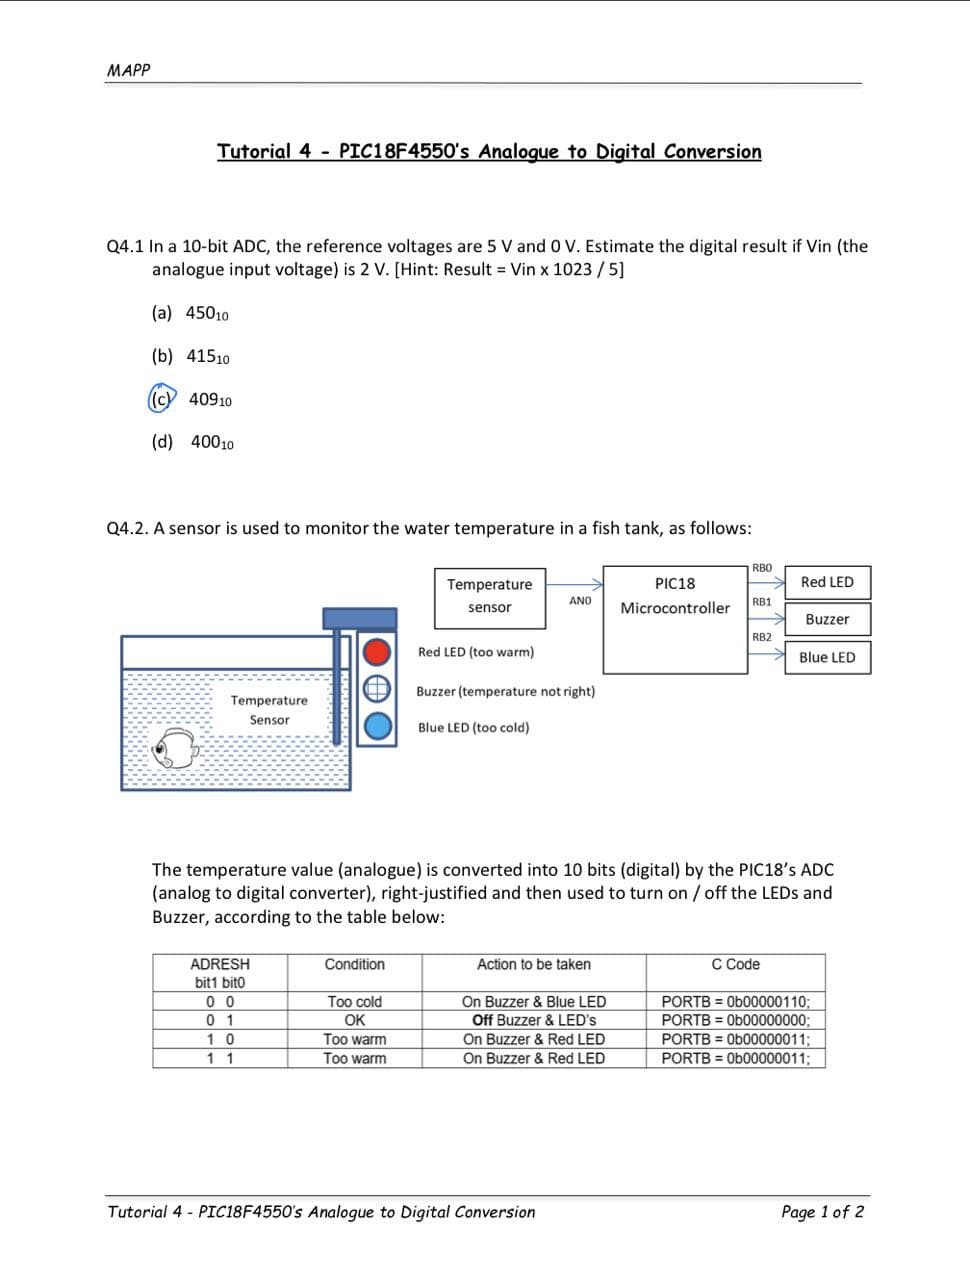 MAPP
Tutorial 4 - PIC18F4550's Analogue to Digital Conversion
Q4.1 In a 10-bit ADC, the reference voltages are 5 V and 0 V. Estimate the digital result if Vin (the
analogue input voltage) is 2 V. [Hint: Result = Vin x 1023 / 5]
(a) 450₁₀
(b) 415₁₀
(c) 409₁₀
(d) 400₁₀
Q4.2. A sensor is used to monitor the water temperature in a fish tank, as follows:
Temperature
sensor
AN0
PIC18
Microcontroller
RB0
Red LED
RB1
Buzzer
RB2
Blue LED
Red LED (too warm)
Buzzer (temperature not right)
Blue LED (too cold)
Temperature
Sensor
The temperature value (analogue) is converted into 10 bits (digital) by the PIC18's ADC
(analog to digital converter), right-justified and then used to turn on / off the LEDs and
Buzzer, according to the table below:
ADRESH Condition Action to be taken C Code
bit1 bit0
0 0 Too cold On Buzzer & Blue LED PORTB = 0b00000110;
0 1 OK Off Buzzer & LED's PORTB = 0b00000000;
1 0 Too warm On Buzzer & Red LED PORTB = 0b00000011;
1 1 Too warm On Buzzer & Red LED PORTB = 0b00000011;
Tutorial 4 - PIC18F4550's Analogue to Digital Conversion Page 1 of 2